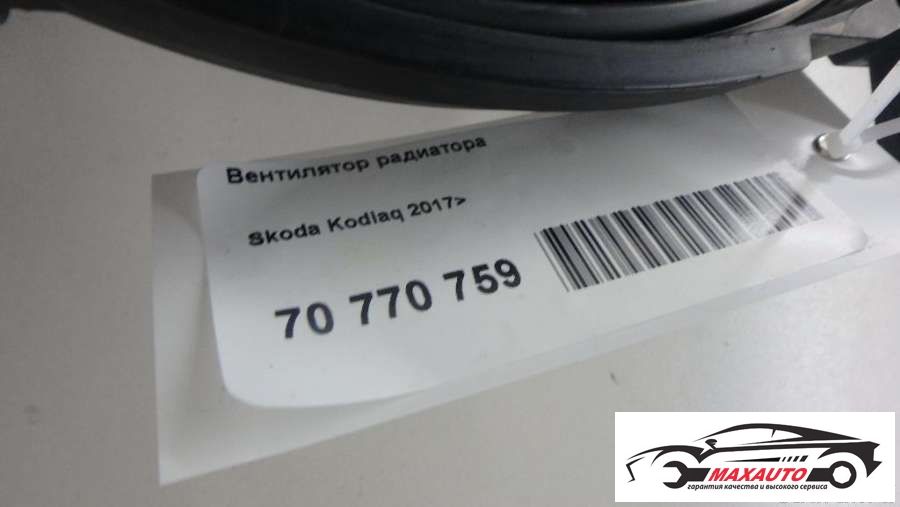 Вентилятор радиатора
Skoda Kodiaq 2017>
70 770 759
MAXAUTO
гарантия качества и высокого сервиса